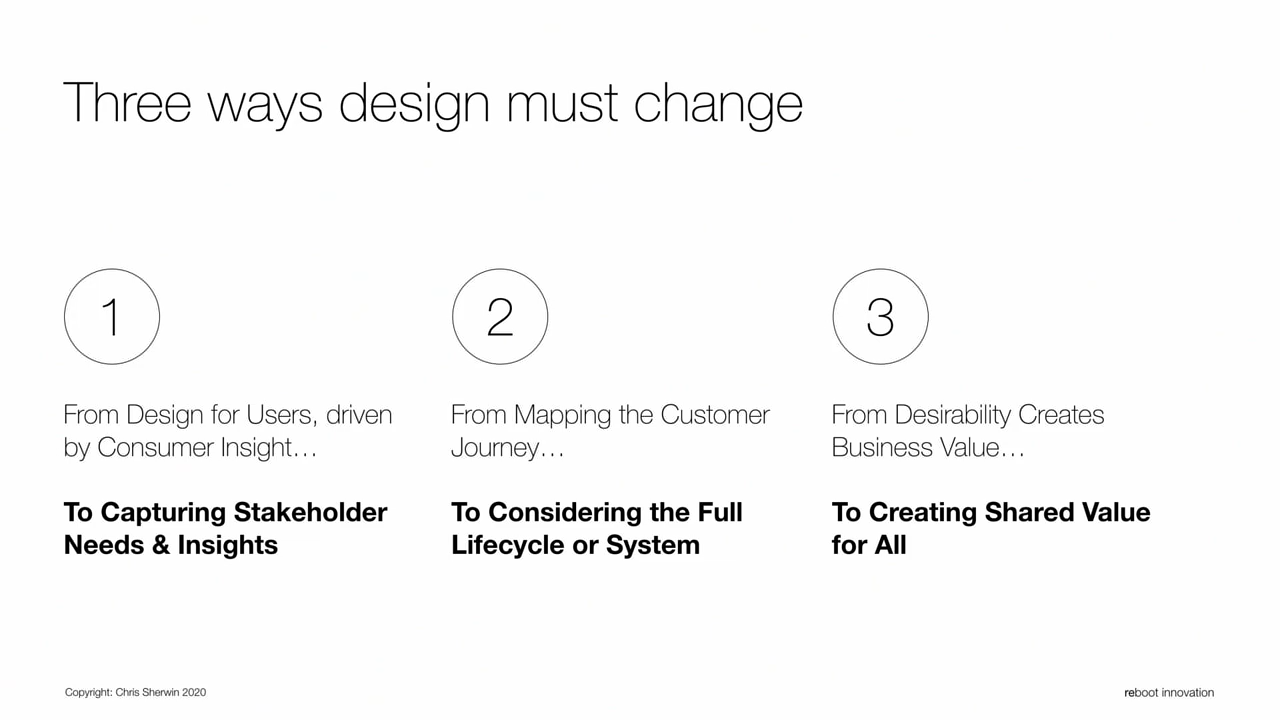 Three ways design must change
1
From Design for Users, driven
by Consumer Insight…
To Capturing Stakeholder
Needs & Insights
2
From Mapping the Customer
Journey…
To Considering the Full
Lifecycle or System
3
From Desirability Creates
Business Value…
To Creating Shared Value
for All
Copyright: Chris Sherwin 2020
reboot innovation